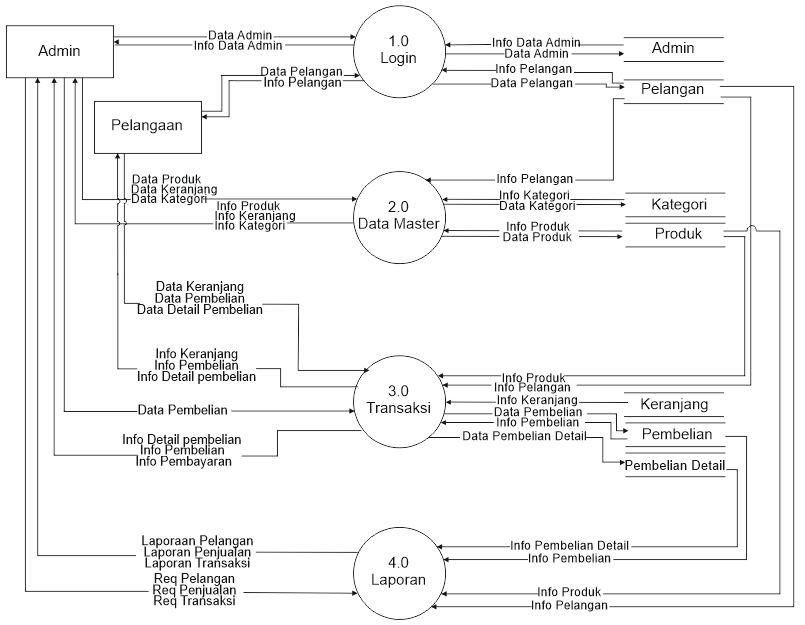 Admin
Data Admin
Info Data Admin
1.0
Login
Info Data Admin
Data Admin
Admin
Info Pelangan
Data Pelangan
Pelangan
Data Pelangan
Info Pelangan
Pelangaan
Data Produk
Data Keranjang
Data Kategori
Info Produk
Info Keranjang
Info Kategori
2.0
Data Master
Info Pelangan
Info Kategori
Data Kategori
Kategori
Info Produk
Data Produk
Produk
Data Keranjang
Data Pembelian
Data Detail Pembelian
Info Keranjang
Info Pembelian
Info Detail pembelian
Data Pembelian
Info Detail pembelian
Info Pembelian
Info Pembayaran
3.0
Transaksi
Info Produk
Info Pelangan
Info Keranjang
Keranjang
Data Pembelian
Info Pembelian
Pembelian
Data Pembelian Detail
Pembelian Detail
Laporaan Pelangan
Laporan Penjualan
Laporan Transaksi
Req Pelangan
Req Penjualan
Req Transaksi
4.0
Laporan
Info Pembelian Detail
Info Pembelian
Info Produk
Info Pelangan